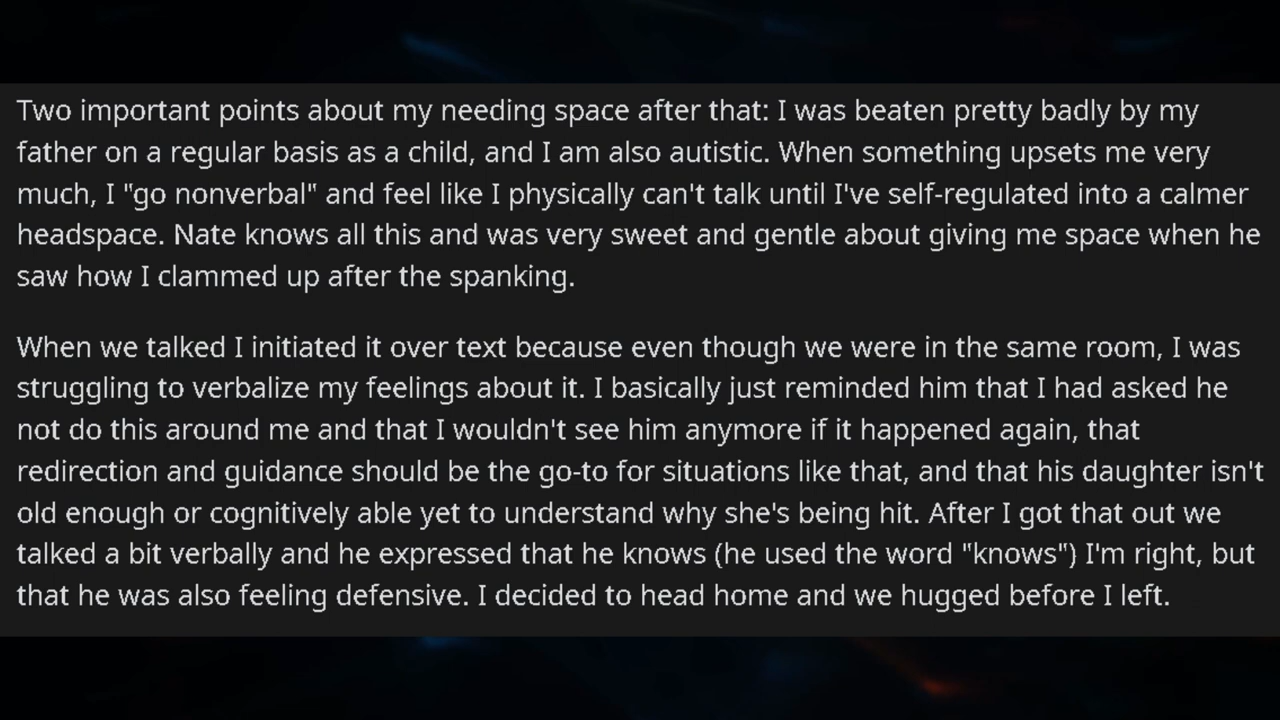 Two important points about my needing space after that: I was beaten pretty badly by my
father on a regular basis as a child, and I am also autistic. When something upsets me very
much, I "go nonverbal" and feel like I physically can't talk until I've self-regulated into a calmer
headspace. Nate knows all this and was very sweet and gentle about giving me space when he
saw how I clammed up after the spanking.
When we talked I initiated it over text because even though we were in the same room, I was
struggling to verbalize my feelings about it. I basically just reminded him that I had asked he
not do this around me and that I wouldn't see him anymore if it happened again, that
redirection and guidance should be the go-to for situations like that, and that his daughter isn't
old enough or cognitively able yet to understand why she's being hit. After I got that out we
talked a bit verbally and he expressed that he knows (he used the word "knows") I'm right, but
that he was also feeling defensive. I decided to head home and we hugged before I left.